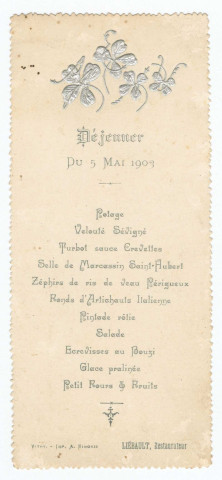 Déjeuner
DU 5 MAI 1909
Potage
Velouté Sévigné
Turbot sauce Crevettes
Selle de Marcassin Saint-Hubert
Zéphirs de ris de veau Périgueux
Fonds d'Artichauts Italienne
Pintade rôtie
Salade
Ecrevisses au Bouzi
Glace pralinée
Petit Fours & Fruits
Vitry. — Imp. A.
LIÉBAULT, Restaurateur